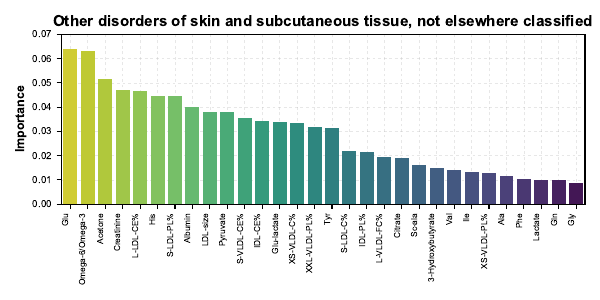 Other disorders of skin and subcutaneous tissue, not elsewhere classified
Importance
0.07
0.06
0.05
0.04
0.03
0.02
0.01
0.00
Glu
Omega-6/Omega-3
Acetone
Creatinine
L-LDL-CE%
His
S-LDL-PL%
Albumin
LDL-size
Pyruvate
S-VLDL-CE%
IDL-CE%
Glu-lactate
XS-VLDL-C%
XXL-VLDL-PL%
Tyr
S-LDL-C%
IDL-PL%
L-VLDL-FC%
Citrate
Sc-ala
3-Hydroxybutyrate
Val
Ile
XS-VLDL-PL%
Ala
Phe
Lactate
Gln
Gly